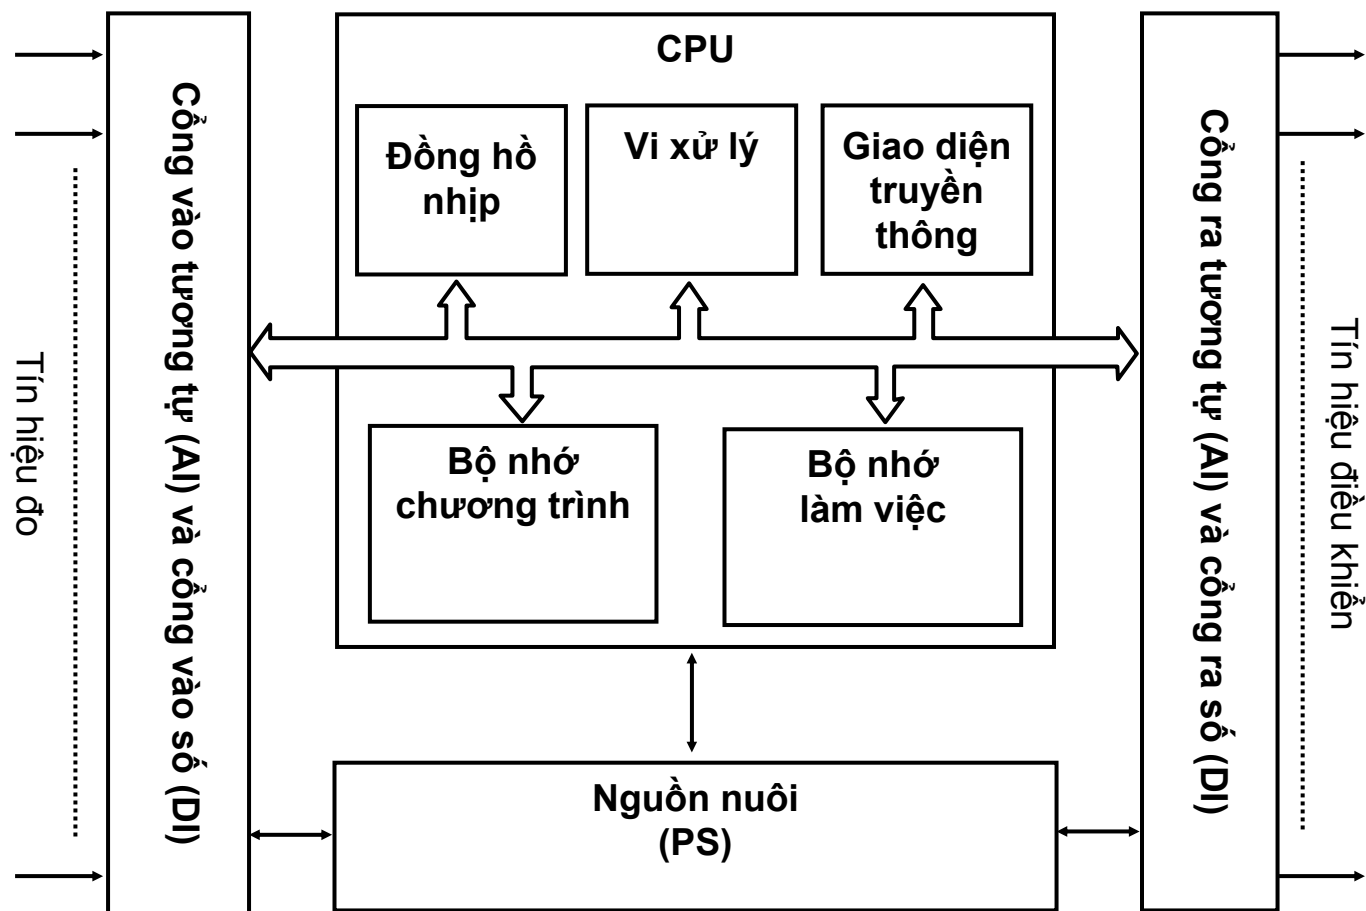 Tín hiệu đo
Cổng vào tương tự (AI) và cổng vào số (DI)
CPU
Đồng hồ
nhịp
Vi xử lý
Giao diện
truyền
thông
Bộ nhớ
chương trình
Bộ nhớ
làm việc
Nguồn nuôi
(PS)
Cổng ra tương tự (AI) và cổng ra số (DI)
Tín hiệu điều khiển